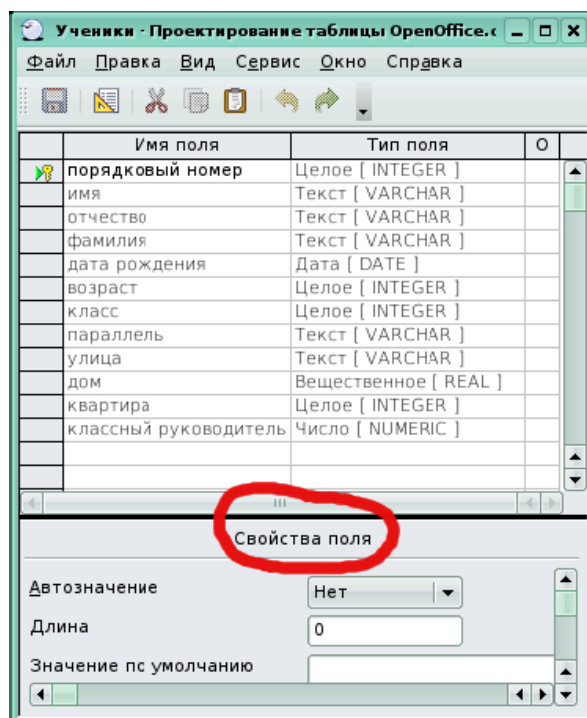 Ученики - Проектирование таблицы OpenOffice.c
Файл Правка Вид Сервис Окно Справка
Имя поля Тип поля О
порядковый номер Целое [ INTEGER ]
имя Текст [ VARCHAR ]
отчество Текст [ VARCHAR ]
фамилия Текст [ VARCHAR ]
дата рождения Дата [ DATE ]
возраст Целое [ INTEGER ]
класс Целое [ INTEGER ]
параллель Текст [ VARCHAR ]
улица Текст [ VARCHAR ]
дом Вещественное [ REAL ]
квартира Целое [ INTEGER ]
классный руководитель Число [ NUMERIC ]
Свойства поля
Автозначение Нет
Длина 0
Значение по умолчанию